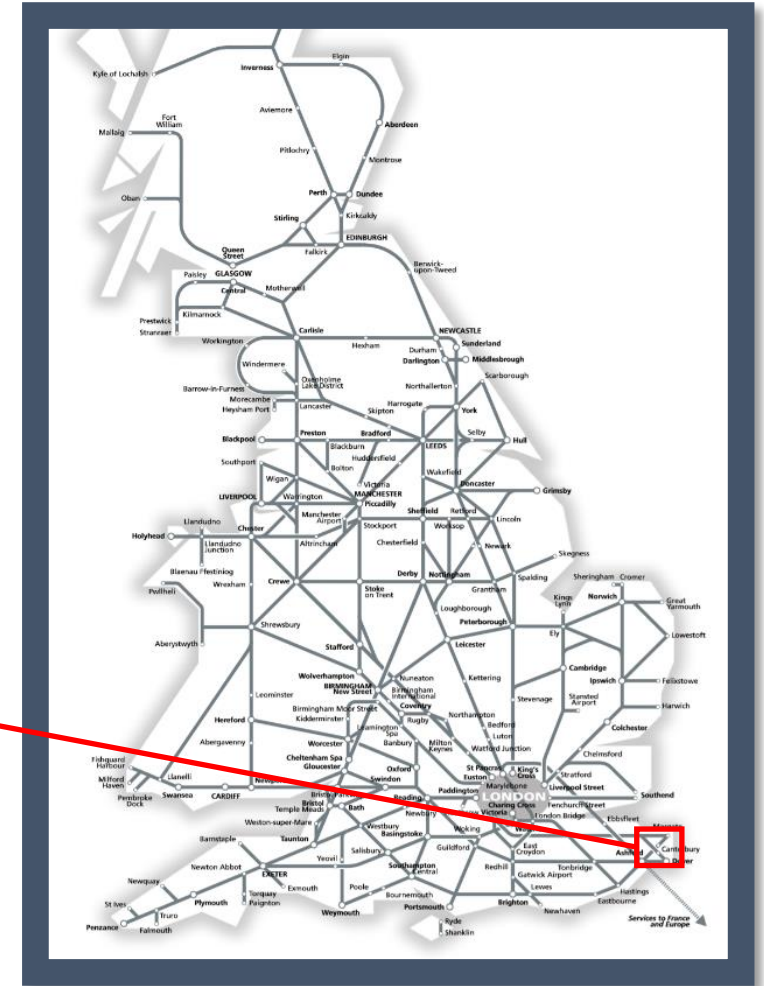 Elgin
Inverness
Kyle of Lochalsh
Aviemore
Fort
William
Aberdeen
Mallaig
Pitlochry
Montrose
Perth
Dundee
Oban
Kirkcaldy
Stirling
EDINBURGH
Queen
Street
Falkirk
Berwick-
upon-Tweed
Paisley
GLASGOW
Central
Motherwell
Kilmarnock
Prestwick
Stranraer
Carlisle
NEWCASTLE
Workington
Hexham
Sunderland
Durham
Darlington
Middlesbrough
Windermere
Scarborough
Oxenholme
Lake District
Barrow-in-Furness
Northallerton
Morecambe
Heysham Port
Lancaster
Harrogate
Skipton
York
Preston
Bradford
Selby
Blackpool
Blackburn
LEEDS
Hull
Huddersfield
Southport
Bolton
Wakefield
Wigan
Victoria
Doncaster
MANCHESTER
Piccadilly
Grimsby
LIVERPOOL
Warrington
Manchester
Airport
Sheffield
Retford
Llandudno
Chester
Stockport
Worksop
Lincoln
Holyhead
Llandudno
Junction
Altrincham
Chesterfield
Newark
Skegness
Blaenau Ffestiniog
Derby
Nottingham
Spalding
Sheringham
Cromer
Pwllheli
Wrexham
Crewe
Stoke
on Trent
Grantham
Kings
Lynn
Norwich
Great
Yarmouth
Loughborough
Shrewsbury
Peterborough
Ely
Lowestoft
Aberystwyth
Stafford
Leicester
Cambridge
Wolverhampton
Nuneaton
Kettering
Ipswich
Felixstowe
BIRMINGHAM
New Street
Birmingham
International
Leominster
Coventry
Stevenage
Stansted
Airport
Harwich
Birmingham Moor Street
Kidderminster
Rugby
Northampton
Hereford
Leamington
Spa
Bedford
Colchester
Worcester
Banbury
Milton
Keynes
Luton
Abergavenny
Watford Junction
Chelmsford
Cheltenham Spa
Gloucester
Oxford
St Pancras
King's
Cross
Fishguard
Harbour
Euston
Stratford
Llanelli
Swindon
Marylebone
Liverpool Street
Milford
Haven
Swansea
CARDIFF
Paddington
LONDON
Southend
Pembroke
Dock
Bristol
Temple Meads
Bath
Reading
Charing Cross
Fenchurch Street
Victoria
London Bridge
Newbury
Ebbsfleet
Weston-super-Mare
Westbury
Basingstoke
Woking
Barnstaple
Taunton
East
Croydon
Ashford
Canterbury
Salisbury
Guildford
Dover
Yeovil
Newton Abbot
Southampton
Central
Redhill
Tonbridge
Gatwick Airport
EXETER
Newquay
Exmouth
Poole
Lewes
Hastings
Torquay
Paignton
Bournemouth
Eastbourne
St Ives
Plymouth
Weymouth
Portsmouth
Brighton
Newhaven
Truro
Services to France
and Europe
Penzance
Falmouth
Ryde
Shanklin